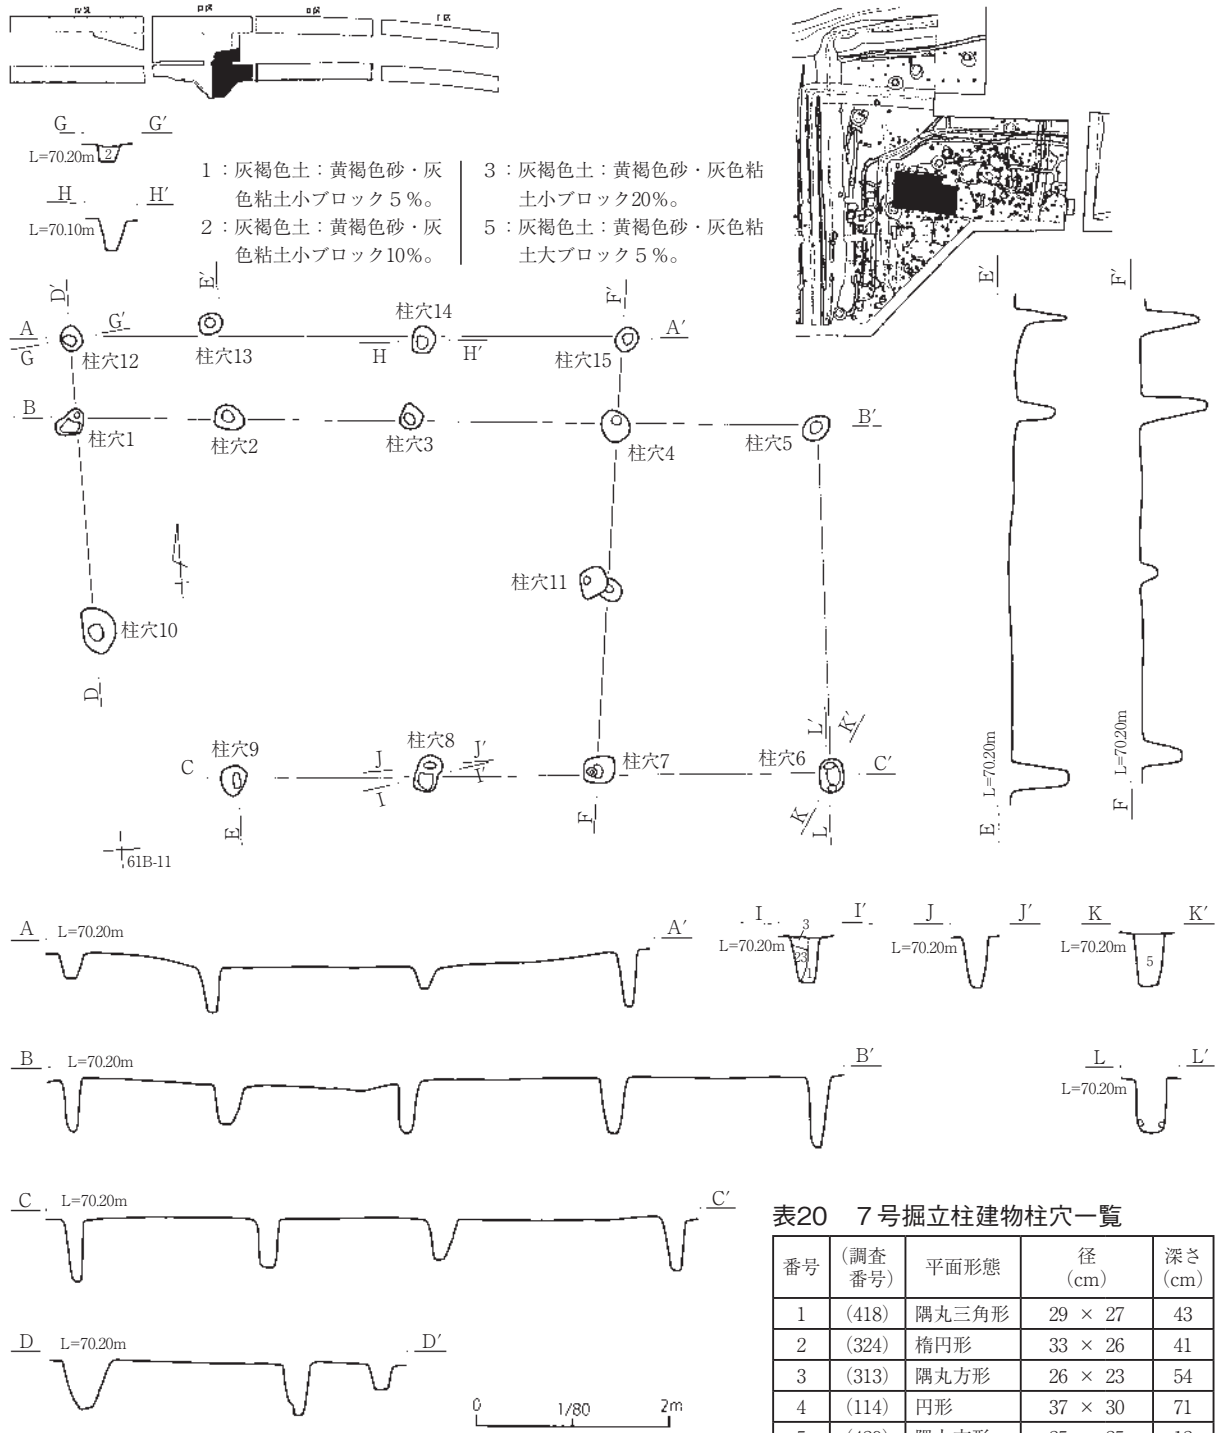 G G′
L=70.20m
2
H H′
L=70.10m
1：灰褐色土：黄褐色砂・灰
色粘土小ブロック５%。
2：灰褐色土：黄褐色砂・灰
色粘土小ブロック10%。
3：灰褐色土：黄褐色砂・灰色粘
土小ブロック20%。
5：灰褐色土：黄褐色砂・灰色粘
土大ブロック５%。
D′ E′ F′ E′ F′
A G′ 柱穴14 A′
G 柱穴12 柱穴13 H H′ 柱穴15
B B′
柱穴1 柱穴2 柱穴3 柱穴4 柱穴5
柱穴11
柱穴10
D
L′ K′
柱穴9 柱穴8 柱穴7 柱穴6
C J J′ C′
I I′
E F K L
L=70.20m L=70.20m
E F
61B-11
A L=70.20m A′
I I′
L=70.20m
3
23
1
J J′
L=70.20m
K K′
L=70.20m
5
B L=70.20m B′
L L′
L=70.20m
C L=70.20m C′
D L=70.20m D′
0 1/80 2m
表20　７号掘立柱建物柱穴一覧
番号 （調査番号） 平面形態 径（cm） 深さ（cm）
1 （418） 隅丸三角形 29 × 27 43
2 （324） 楕円形 33 × 26 41
3 （313） 隅丸方形 26 × 23 54
4 （114） 円形 37 × 30 71